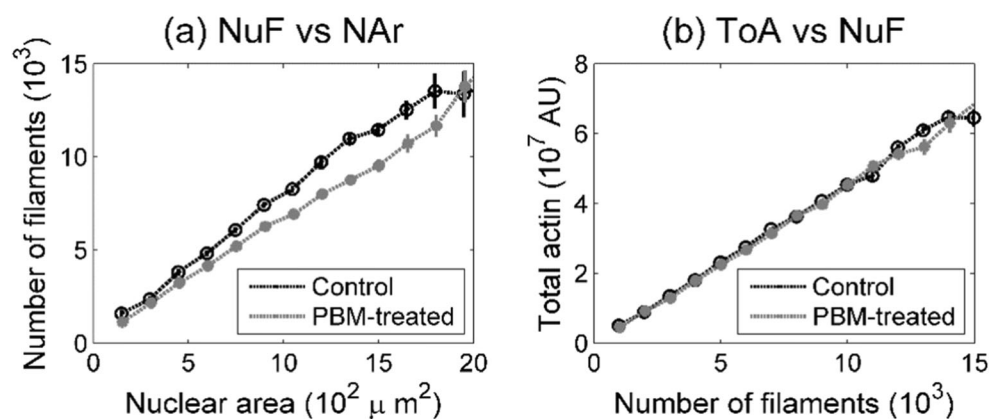 (a) NuF vs NAr
Number of filaments (10³)
15
10
5
0
0 5 10 15 20
Control
PBM-treated
Nuclear area (10² μ m²)
(b) ToA vs NuF
Total actin (10⁷ AU)
8
6
4
2
0
0 5 10 15
Control
PBM-treated
Number of filaments (10³)